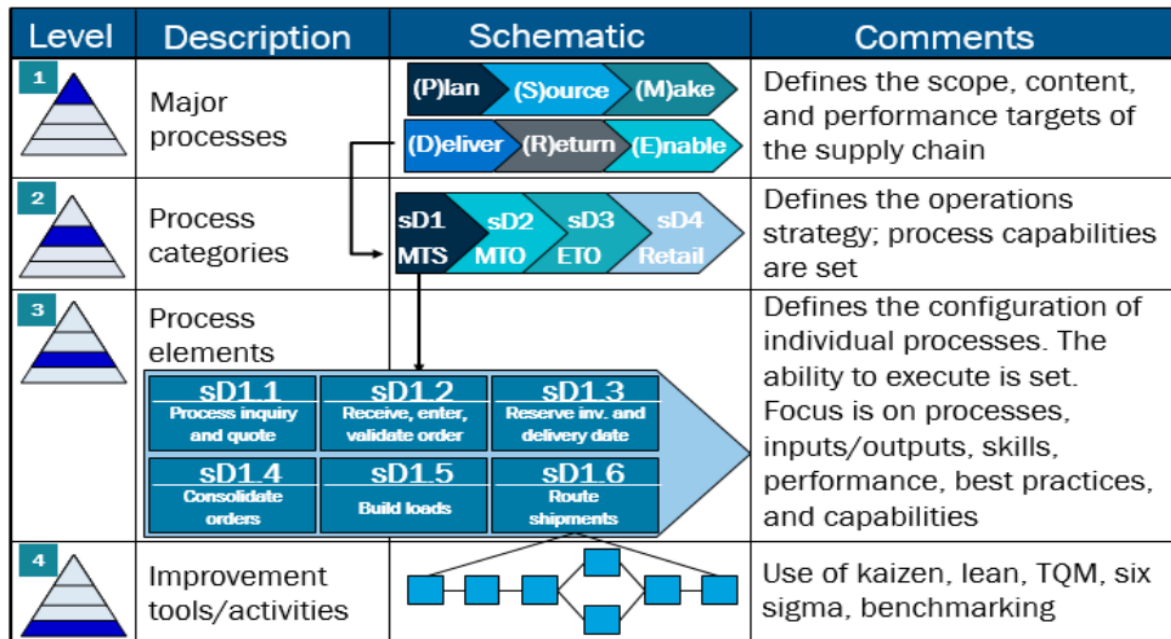 Level Description Schematic Comments
1
Major
processes
(P)lan (S)ource (M)ake
(D)eliver (R)eturn (E)nable
Defines the scope, content,
and performance targets of
the supply chain
2
Process
categories
sD1 sD2 sD3 sD4
MTS MTO ETO Retail
Defines the operations
strategy; process capabilities
are set
3
Process
elements
sD1.1 sD1.2 sD1.3
Process inquiry Receive, enter, Reserve inv. and
and quote validate order delivery date
sD1.4 sD1.5 sD1.6
Consolidate Build loads Route
orders shipments
Defines the configuration of
individual processes. The
ability to execute is set.
Focus is on processes,
inputs/outputs, skills,
performance, best practices,
and capabilities
4
Improvement
tools/activities
Use of kaizen, lean, TQM, six
sigma, benchmarking